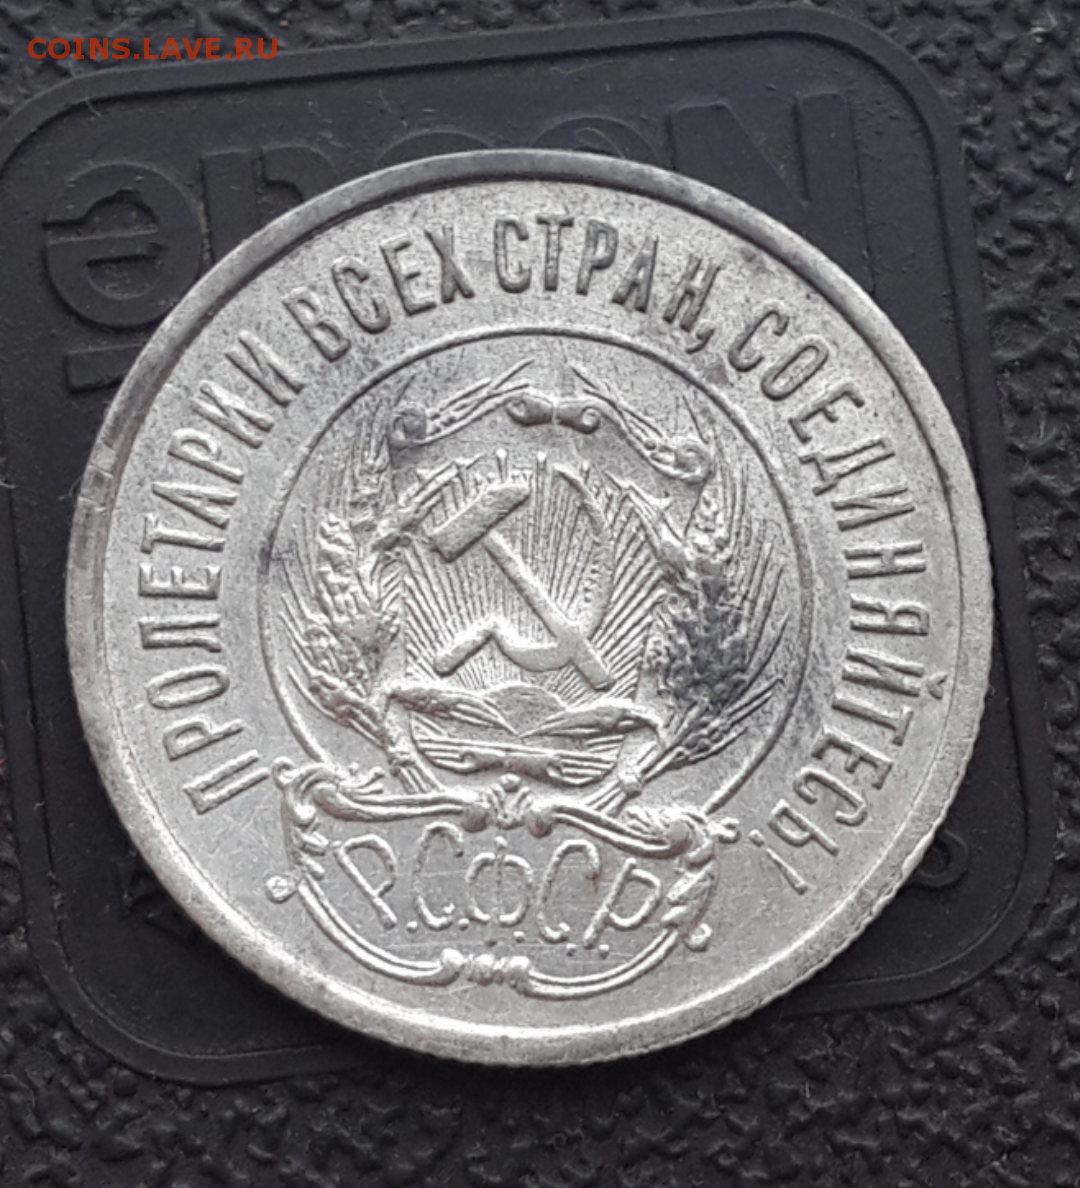 COINS.LAVE.RU
ПРОЛЕТАРИИ ВСЕХ СТРАН, СОЕДИНЯЙТЕСЬ!
Р.С.Ф.С.Р.